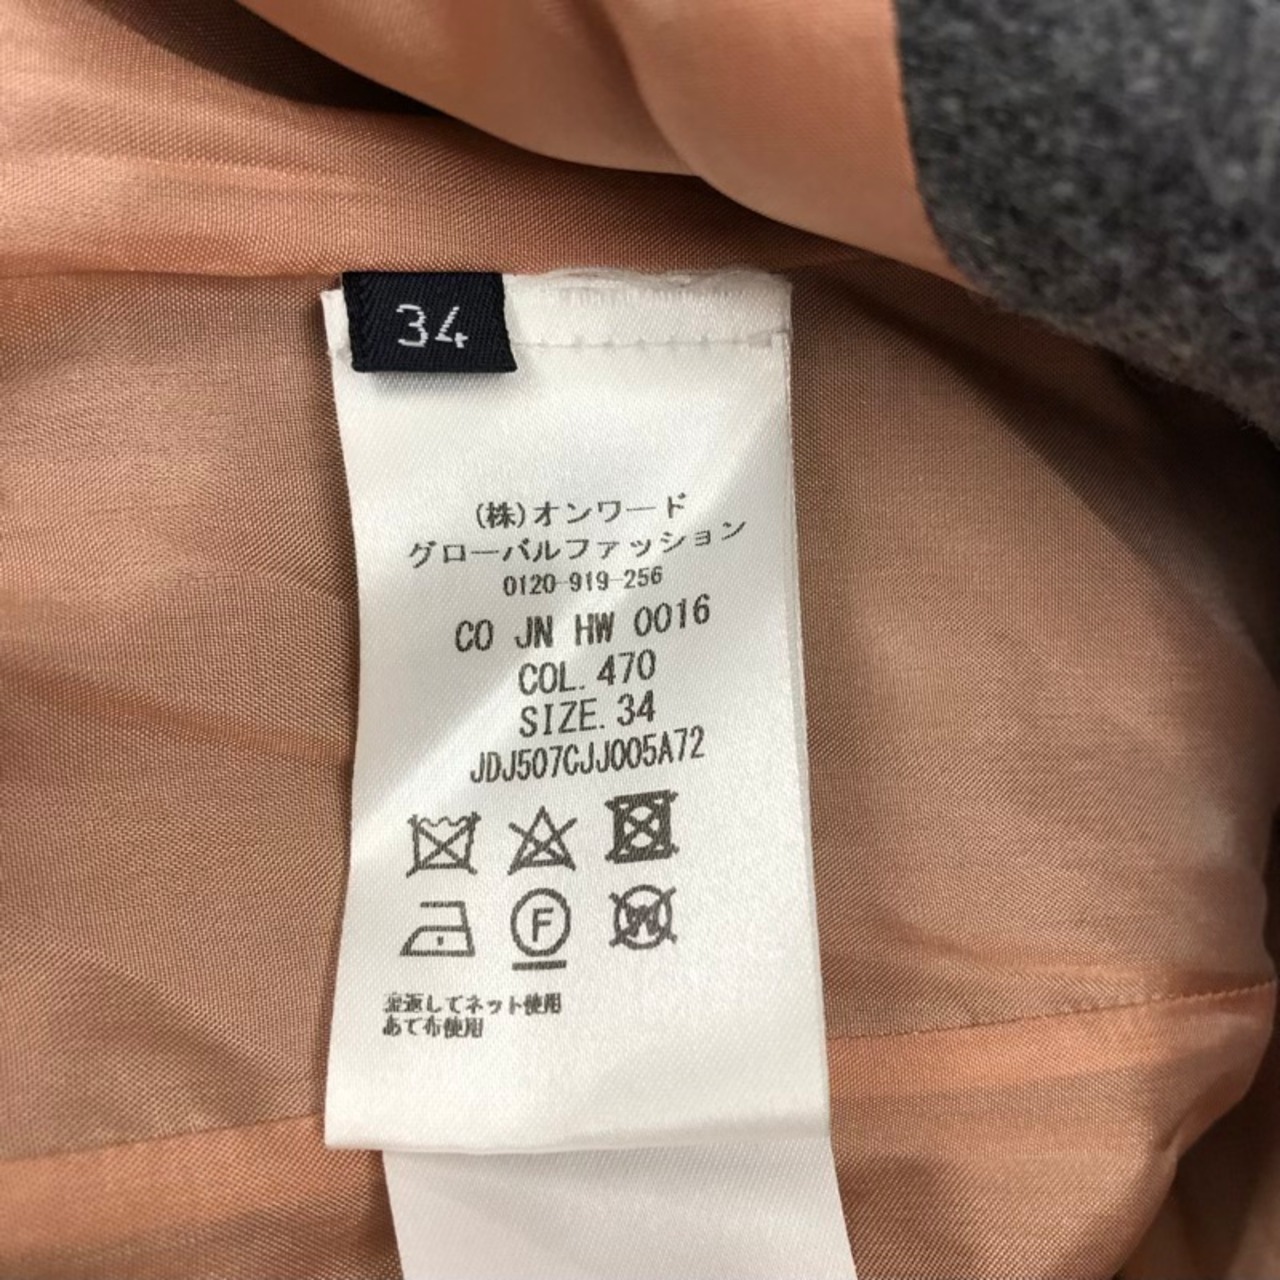 34
(株)オンワード
グローバルファッション
0120-919-256
CO JN HW 0016
COL. 470
SIZE. 34
JDJ507CJJ005A72
F
W
裏返してネット使用
あて布使用